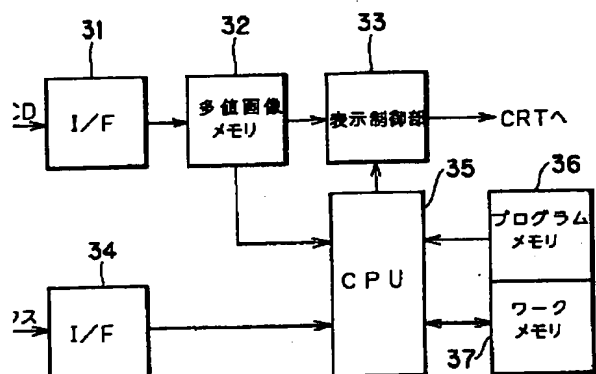 31
32
33
CD
I/F
多値画像
メモリ
表示制御部
CRTへ
35
36
34
プログラム
メモリ
I/F
CPU
ワーク
メモリ
37